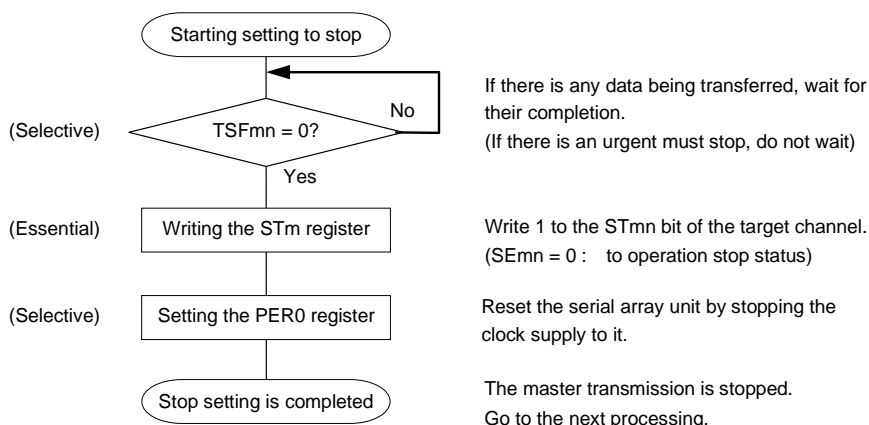 Starting setting to stop
If there is any data being transferred, wait for
their completion.
(If there is an urgent must stop, do not wait)
(Selective)
TSFmn = 0?
No
Yes
(Essential)
Writing the STm register
Write 1 to the STmn bit of the target channel.
(SEmn = 0 : to operation stop status)
(Selective)
Setting the PER0 register
Reset the serial array unit by stopping the
clock supply to it.
Stop setting is completed
The master transmission is stopped.
Go to the next processing.